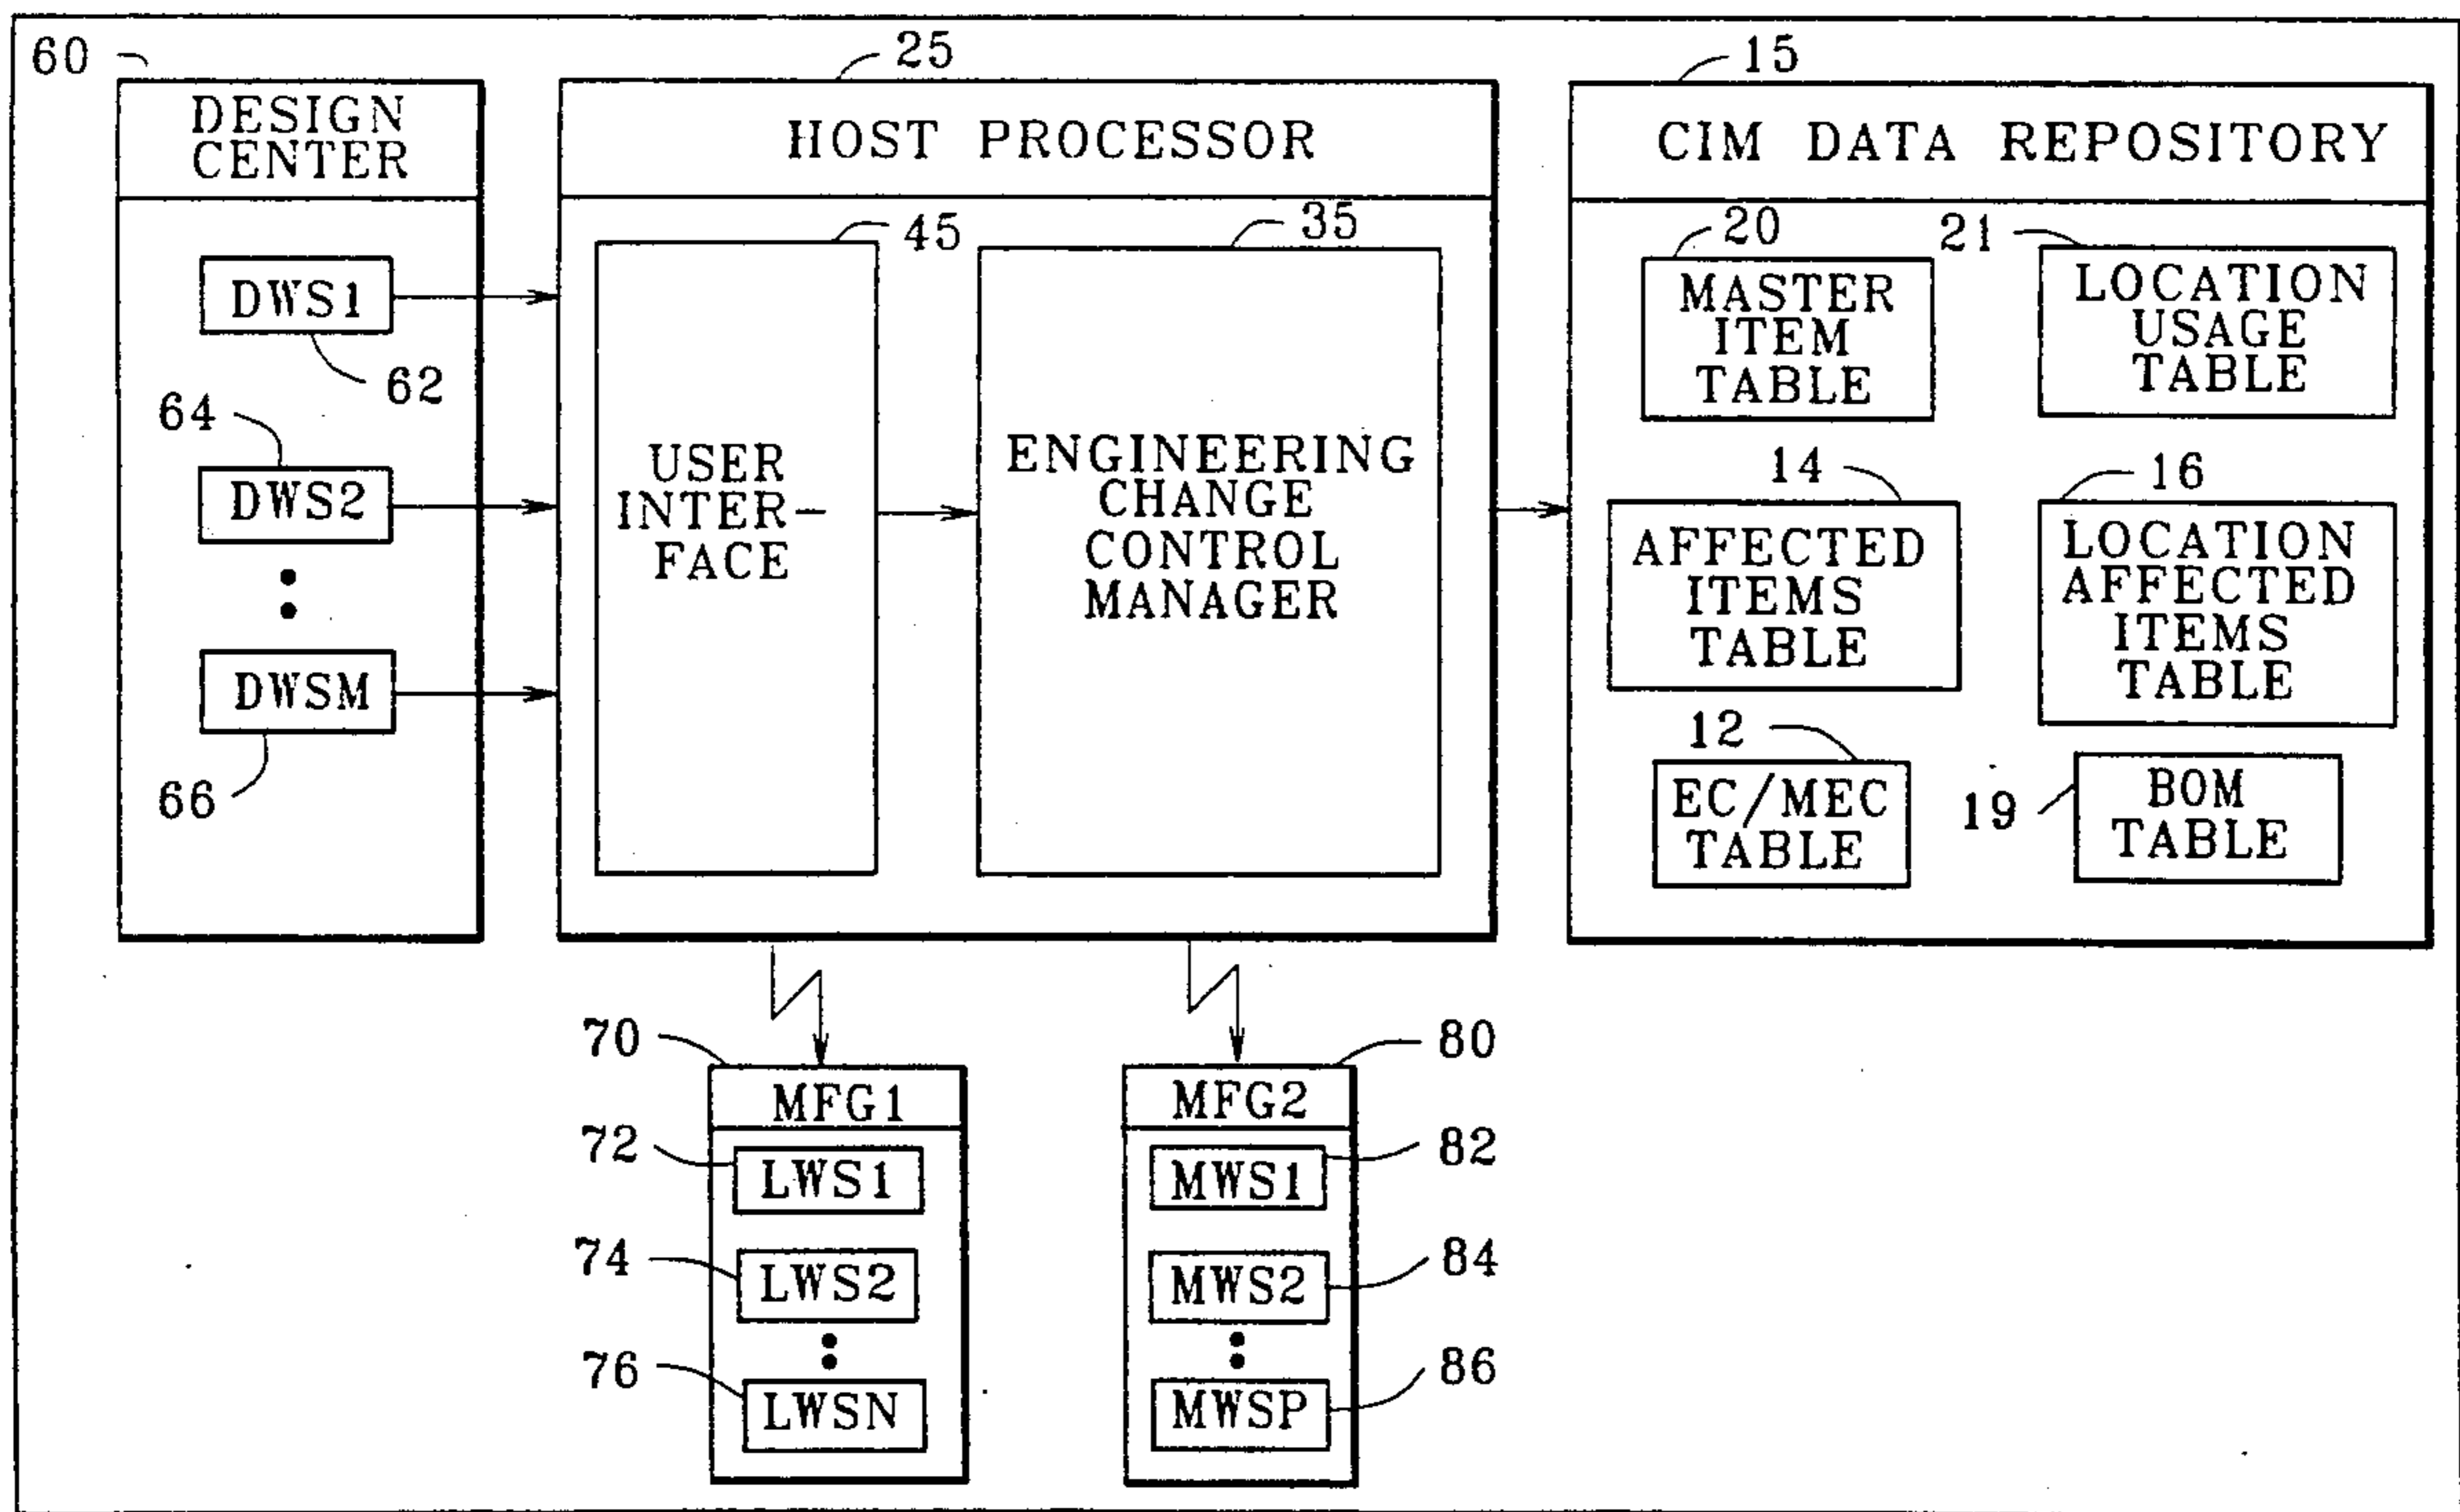 60
DESIGN
CENTER
DWS1
62
64
DWS2
DWSM
66
25
HOST PROCESSOR
45
USER
INTER-
FACE
35
ENGINEERING
CHANGE
CONTROL
MANAGER
15
CIM DATA REPOSITORY
20
MASTER
ITEM
TABLE
21
LOCATION
USAGE
TABLE
14
AFFECTED
ITEMS
TABLE
16
LOCATION
AFFECTED
ITEMS
TABLE
12
EC/MEC
TABLE
19
BOM
TABLE
70
MFG1
72
LWS1
74
LWS2
76
LWSN
80
MFG2
82
MWS1
84
MWS2
86
MWSP